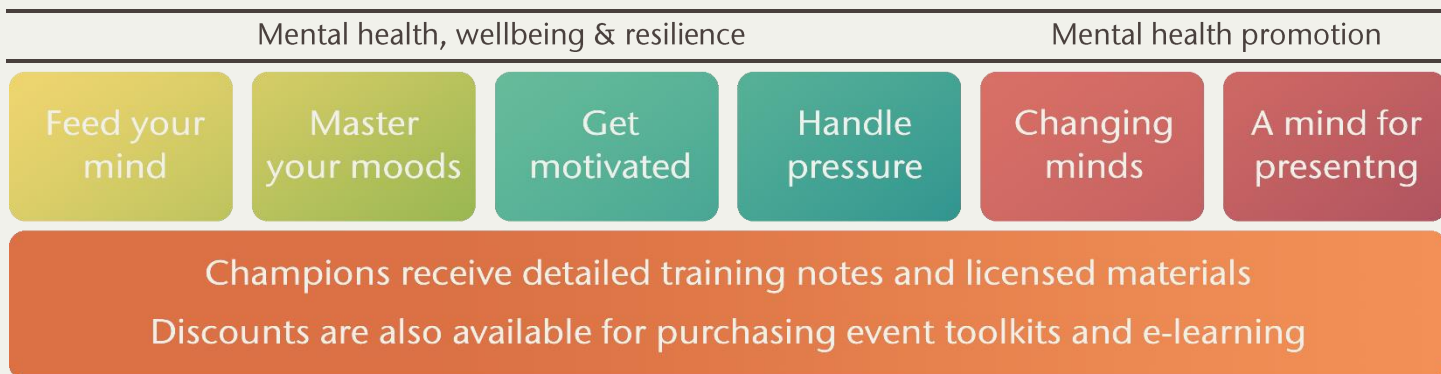 Mental health, wellbeing & resilience
Mental health promotion
Feed your
mind
Master
your moods
Get
motivated
Handle
pressure
Changing
minds
A mind for
presentng
Champions receive detailed training notes and licensed materials
Discounts are also available for purchasing event toolkits and e-learning